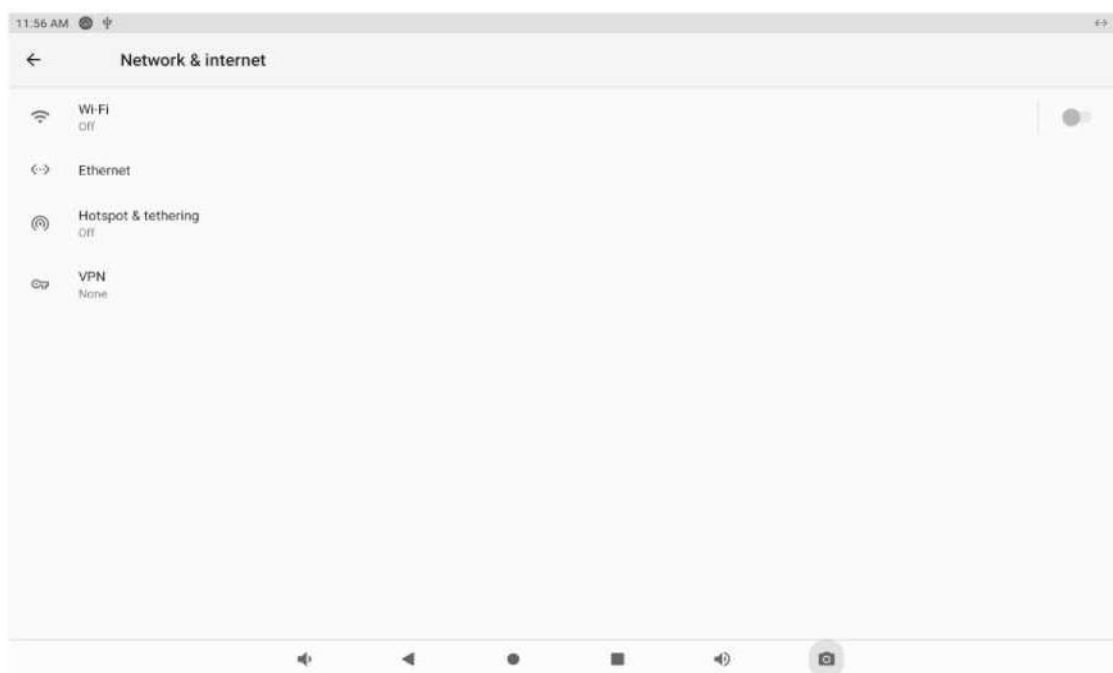 11:56 AM
Network & internet
Wi-Fi
Off
Ethernet
Hotspot & tethering
Off
VPN
None